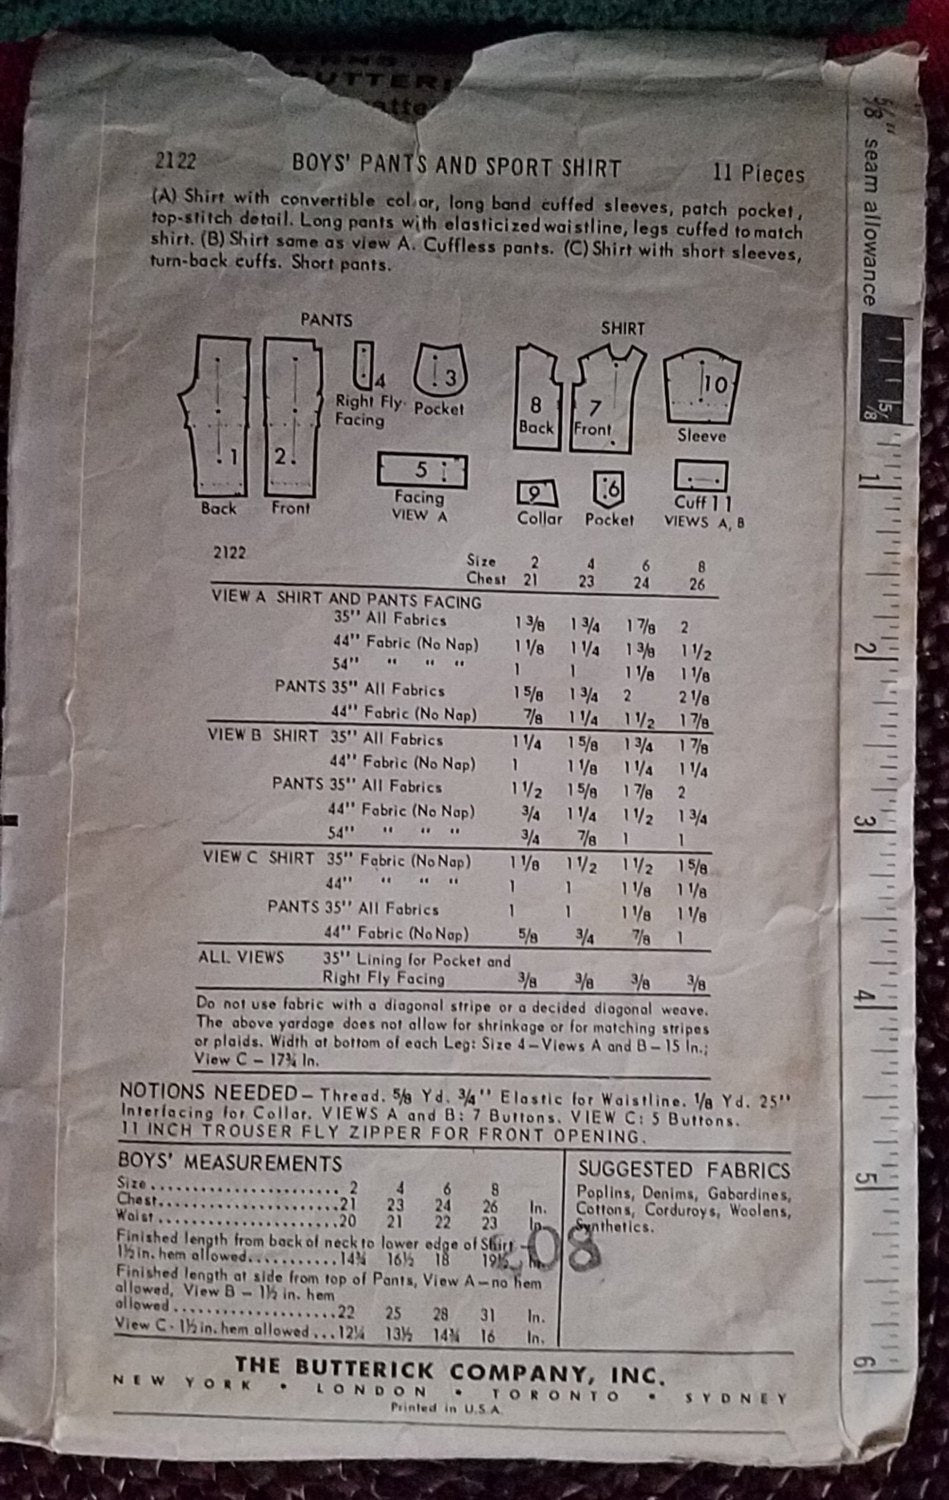 BUTTERI
2122 BOYS' PANTS AND SPORT SHIRT 11 Pieces
(A) Shirt with convertible col or, long band cuffed sleeves, patch pocket,
top-stitch detail. Long pants with elasticized waistline, legs cuffed to match
shirt. (B) Shirt same as view A. Cuffless pants. (C) Shirt with short sleeves,
turn-back cuffs. Short pants.
PANTS
SHIRT
1
Back
2
Front
4
Right Fly
Facing
3
Pocket
5
Facing
VIEW A
8
Back
7
Front
10
Sleeve
9
Collar
6
Pocket
Cuff 11
VIEWS A, B
2122
Size 2 4 6 8
Chest 21 23 24 26
VIEW A SHIRT AND PANTS FACING
35" All Fabrics 1 3/8 1 3/4 1 7/8 2
44" Fabric (No Nap) 1 1/8 1 1/4 1 3/8 1 1/2
54" " " " 1 1 1 1/8 1 1/8
PANTS 35" All Fabrics 1 5/8 1 3/4 2 2 1/8
44" Fabric (No Nap) 7/8 1 1/4 1 1/2 1 7/8
VIEW B SHIRT 35" All Fabrics 1 1/4 1 5/8 1 3/4 1 7/8
44" Fabric (No Nap) 1 1 1/8 1 1/4 1 1/4
PANTS 35" All Fabrics 1 1/2 1 5/8 1 7/8 2
44" Fabric (No Nap) 3/4 1 1/4 1 1/2 1 3/4
54" " " " 3/4 7/8 1 1
VIEW C SHIRT 35" Fabric (No Nap) 1 1/8 1 1/2 1 1/2 1 5/8
44" " " " 1 1 1 1/8 1 1/8
PANTS 35" All Fabrics 1 1 1 1/8 1 1/8
44" Fabric (No Nap) 5/8 3/4 7/8 1
ALL VIEWS 35" Lining for Pocket and
Right Fly Facing 3/8 3/8 3/8 3/8
Do not use fabric with a diagonal stripe or a decided diagonal weave.
The above yardage does not allow for shrinkage or for matching stripes
or plaids. Width at bottom of each Leg: Size 4 – Views A and B – 15 In.;
View C – 17¾ In.
NOTIONS NEEDED – Thread. 5/8 Yd. 3/4" Elastic for Waistline. 1/8 Yd. 25"
Interfacing for Collar. VIEWS A and B: 7 Buttons. VIEW C: 5 Buttons.
11 INCH TROUSER FLY ZIPPER FOR FRONT OPENING.
BOYS' MEASUREMENTS
Size....................... 2 4 6 8
Chest.....................21 23 24 26 In.
Waist.....................20 21 22 23 In.
Finished length from back of neck to lower edge of Shirt –
1½ in. hem allowed...........14¾ 16½ 18 19½ In.
Finished length at side from top of Pants, View A – no hem
allowed, View B – 1½ in. hem
allowed....................22 25 28 31 In.
View C - 1½ in. hem allowed...12¼ 13½ 14¾ 16 In.
SUGGESTED FABRICS
Poplins, Denims, Gabardines,
Cottons, Corduroys, Woolens,
Synthetics.
208
THE BUTTERICK COMPANY, INC.
NEW YORK • LONDON • TORONTO • SYDNEY
Printed in U.S.A.
5/8" seam allowance
5/8
1
2
3
4
5
6